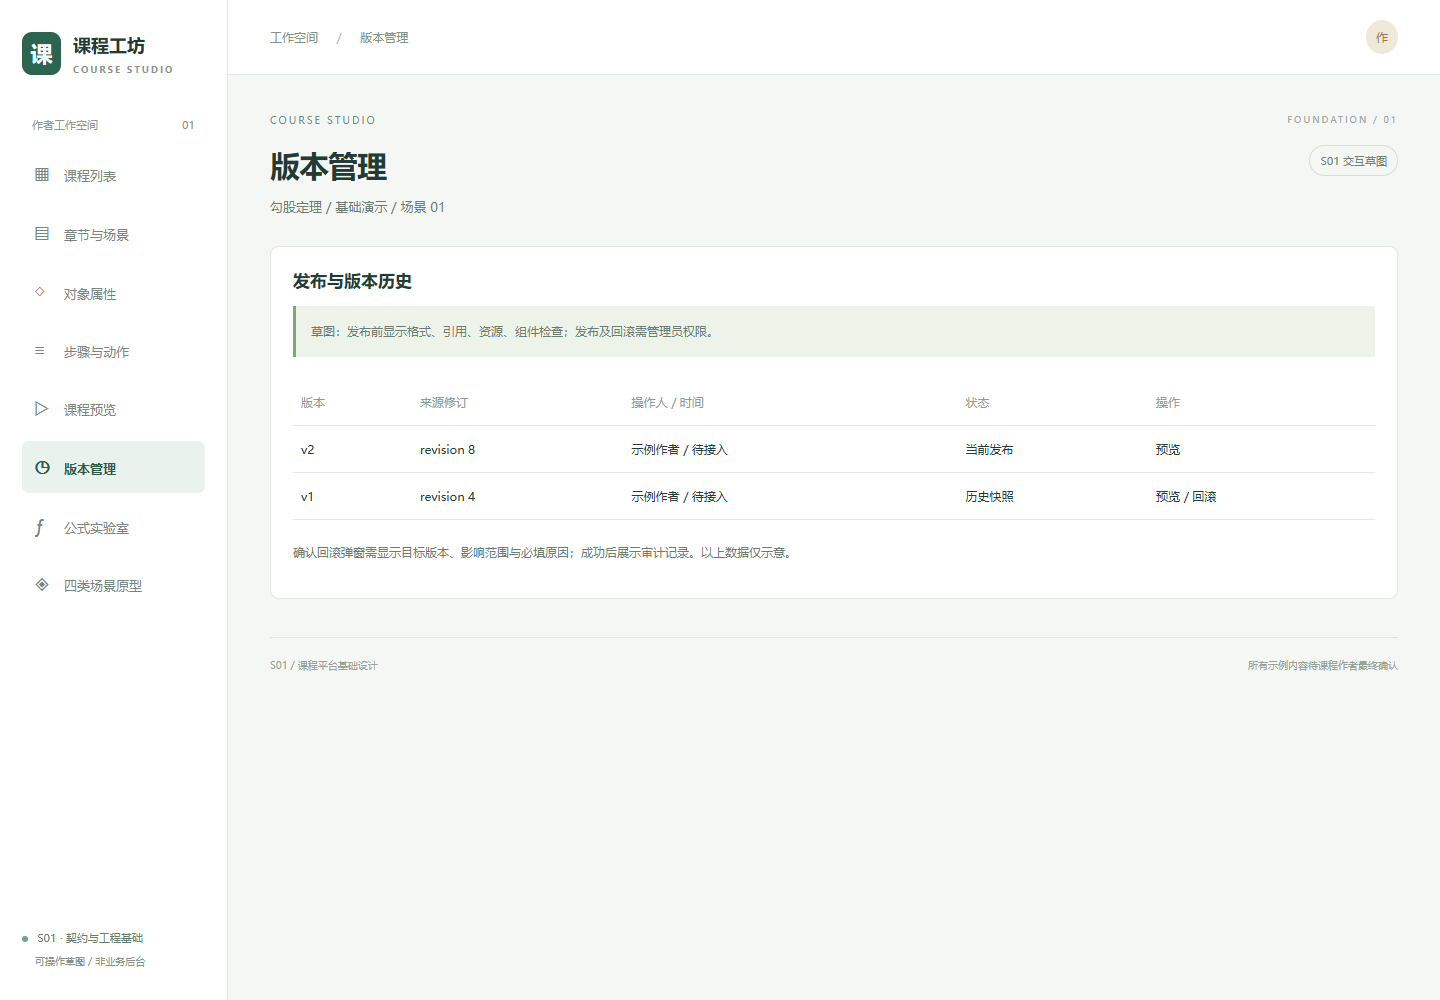 课
课程工坊
COURSE STUDIO
作者工作空间 01
课程列表
章节与场景
对象属性
步骤与动作
课程预览
版本管理
公式实验室
四类场景原型
S01 · 契约与工程基础
可操作草图 / 非业务后台
工作空间 / 版本管理
作
COURSE STUDIO
FOUNDATION / 01
版本管理
S01 交互草图
勾股定理 / 基础演示 / 场景 01
发布与版本历史
草图：发布前显示格式、引用、资源、组件检查；发布及回滚需管理员权限。
版本 来源修订 操作人 / 时间 状态 操作
v2 revision 8 示例作者 / 待接入 当前发布 预览
v1 revision 4 示例作者 / 待接入 历史快照 预览 / 回滚
确认回滚弹窗需显示目标版本、影响范围与必填原因；成功后展示审计记录。以上数据仅示意。
S01 / 课程平台基础设计
所有示例内容待课程作者最终确认